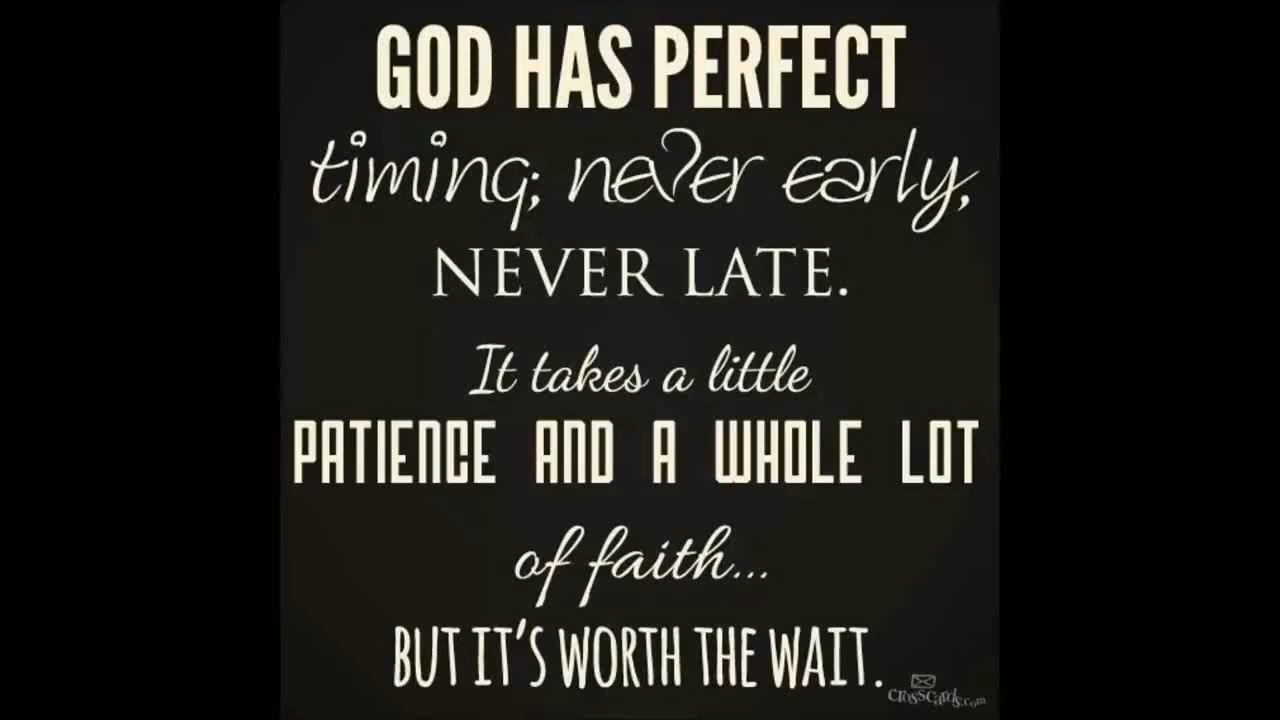 GOD HAS PERFECT
timing; never early,
NEVER LATE.
It takes a little
PATIENCE AND A WHOLE LOT
of faith...
BUT IT'S WORTH THE WAIT.
crosscards.com